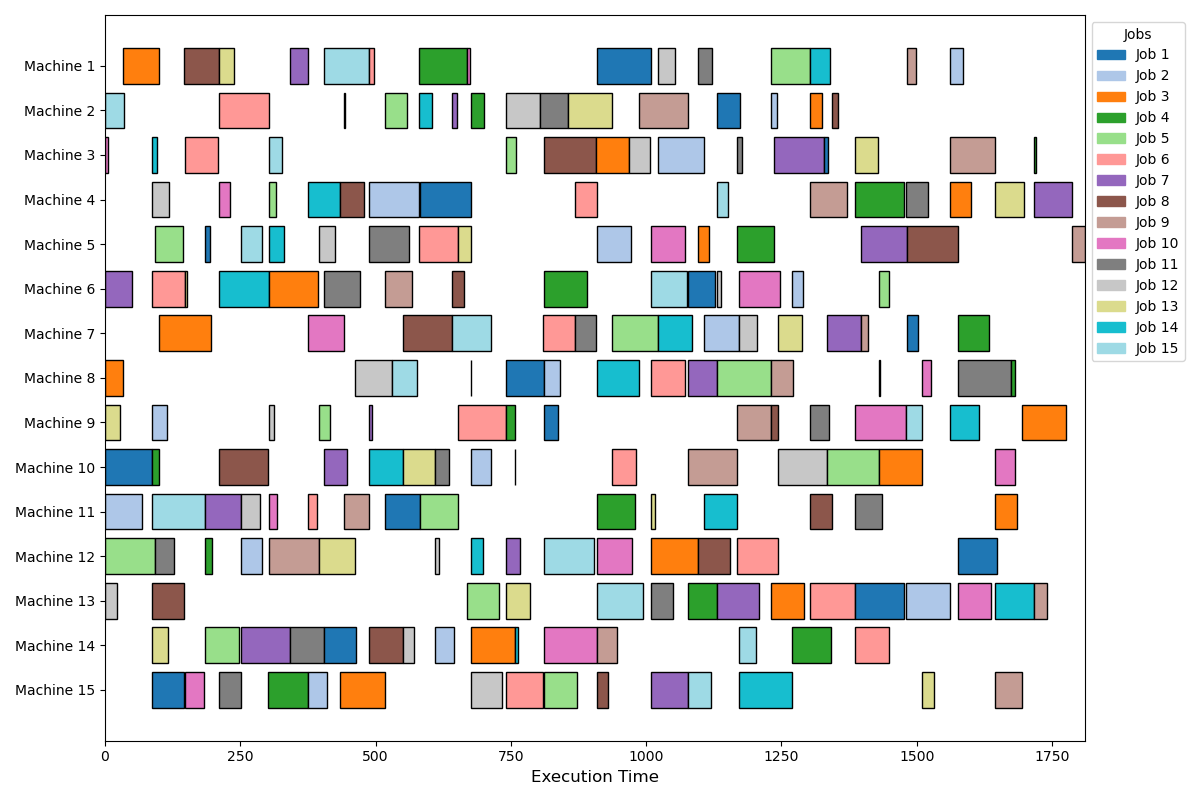 Machine 1
Machine 2
Machine 3
Machine 4
Machine 5
Machine 6
Machine 7
Machine 8
Machine 9
Machine 10
Machine 11
Machine 12
Machine 13
Machine 14
Machine 15
0 250 500 750 1000 1250 1500 1750
Execution Time
Jobs
Job 1
Job 2
Job 3
Job 4
Job 5
Job 6
Job 7
Job 8
Job 9
Job 10
Job 11
Job 12
Job 13
Job 14
Job 15